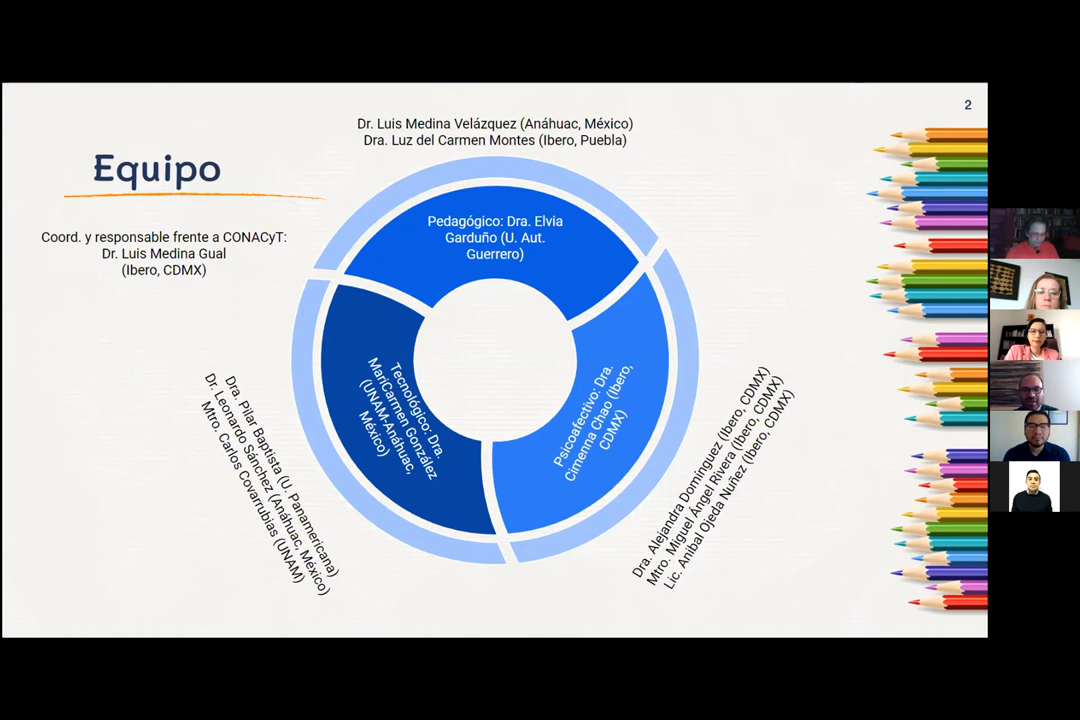 2
Equipo
Coord. y responsable frente a CONACyT:
Dr. Luis Medina Gual
(Ibero, CDMX)
Dr. Luis Medina Velázquez (Anáhuac, México)
Dra. Luz del Carmen Montes (Ibero, Puebla)
Pedagógico: Dra. Elvia
Garduño (U. Aut.
Guerrero)
Tecnológico: Dra.
MariCarmen González
(UNAM-Anáhuac,
México)
Psicoafectivo: Dra.
Cimenna Chao (Ibero,
CDMX)
Dra. Pilar Baptista (U. Panamericana)
Dr. Leonardo Sánchez (Anáhuac, México)
Mtro. Carlos Covarrubias (UNAM)
Dra. Alejandra Domínguez (Ibero, CDMX)
Mtro. Miguel Ángel Rivera (Ibero, CDMX)
Lic. Anibal Ojeda Nuñez (Ibero, CDMX)